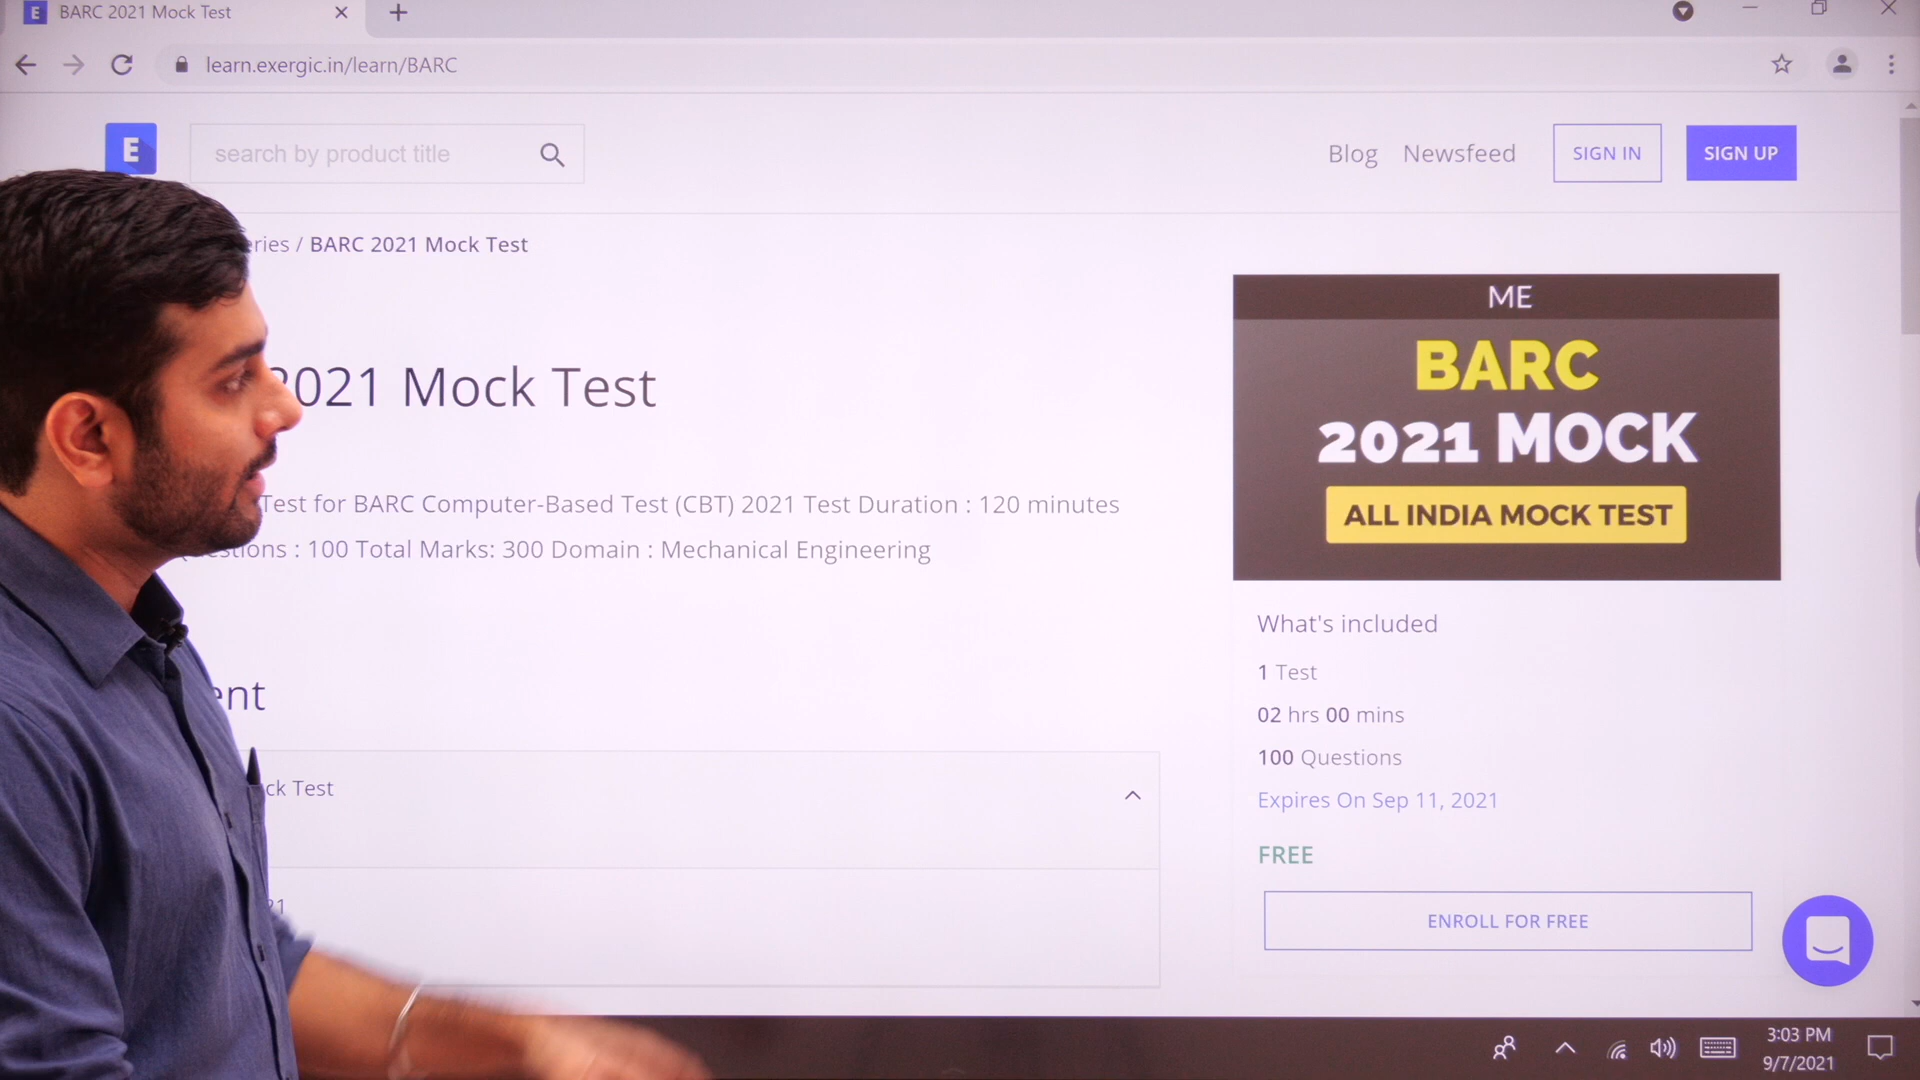 E BARC 2021 Mock Test
learn.exergic.in/learn/BARC
E search by product title Blog Newsfeed SIGN IN SIGN UP
/ BARC 2021 Mock Test
2021 Mock Test
Test for BARC Computer-Based Test (CBT) 2021 Test Duration : 120 minutes
: 100 Total Marks: 300 Domain : Mechanical Engineering
Test
ME
BARC
2021 MOCK
ALL INDIA MOCK TEST
What's included
1 Test
02 hrs 00 mins
100 Questions
Expires On Sep 11, 2021
FREE
ENROLL FOR FREE
3:03 PM
9/7/2021